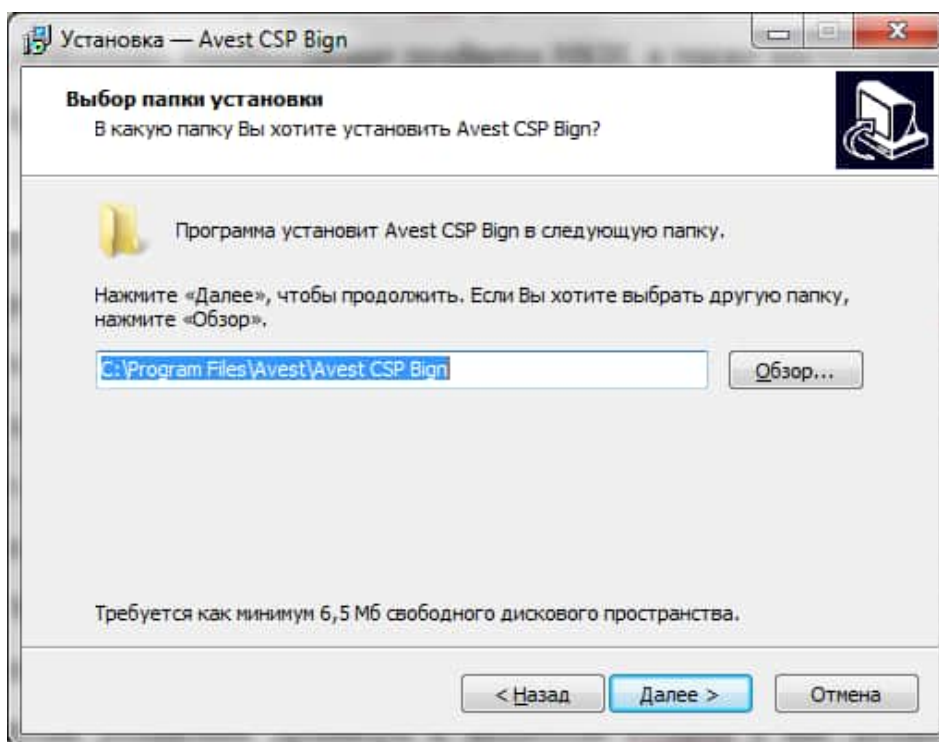 Установка — Avest CSP Bign
Выбор папки установки
В какую папку Вы хотите установить Avest CSP Bign?
Программа установит Avest CSP Bign в следующую папку.
Нажмите «Далее», чтобы продолжить. Если Вы хотите выбрать другую папку,
нажмите «Обзор».
C:\Program Files\Avest\Avest CSP Bign
Обзор...
Требуется как минимум 6,5 Мб свободного дискового пространства.
< Назад
Далее >
Отмена